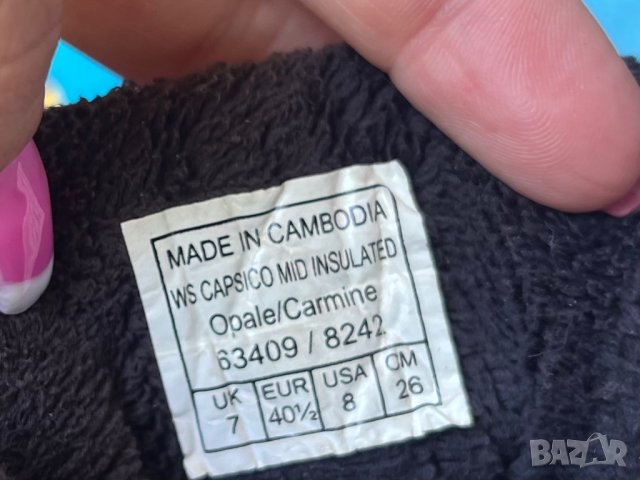 MADE IN CAMBODIA
WS CAPSICO MID INSULATED
Opale/Carmine
63409 / 8242
UK EUR USA CM
7 40½ 8 26
BAZAR